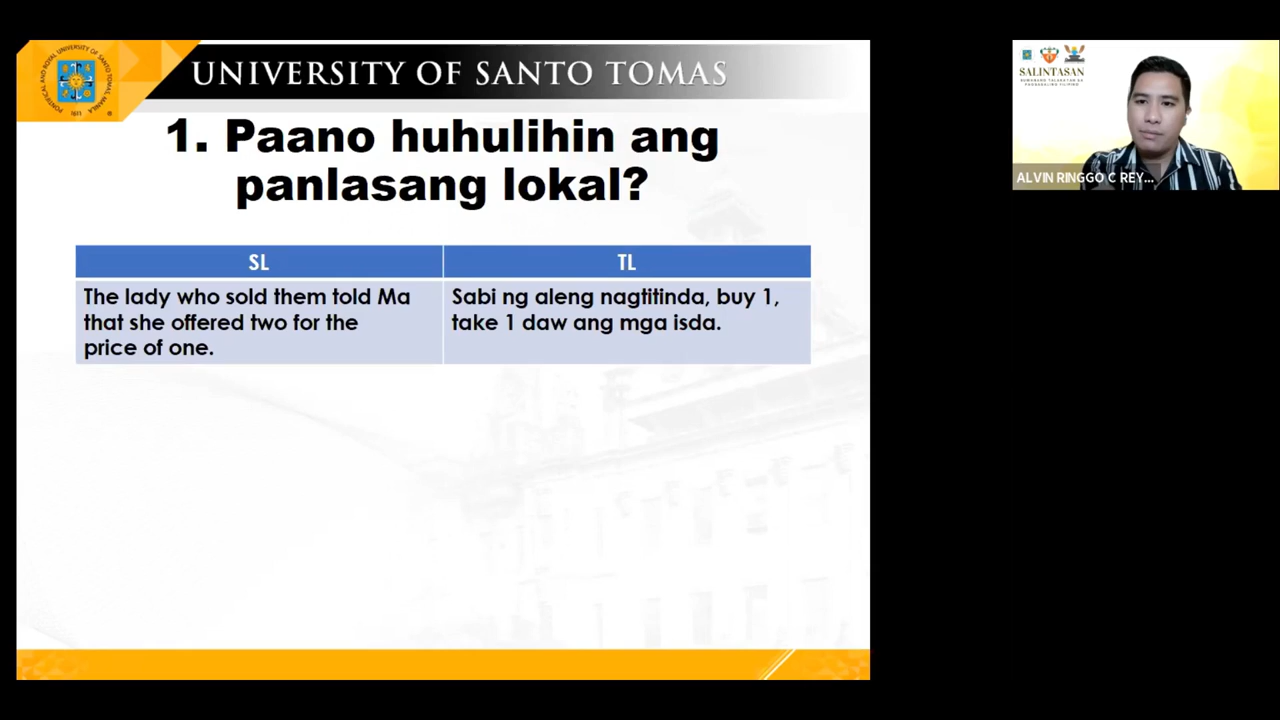 UNIVERSITY OF SANTO TOMAS
1. Paano huhulihin ang
panlasang lokal?
SL
TL
The lady who sold them told Ma
that she offered two for the
price of one.
Sabi ng aleng nagtitinda, buy 1,
take 1 daw ang mga isda.
SALINTASAN
ALVIN RINGGO C REY...